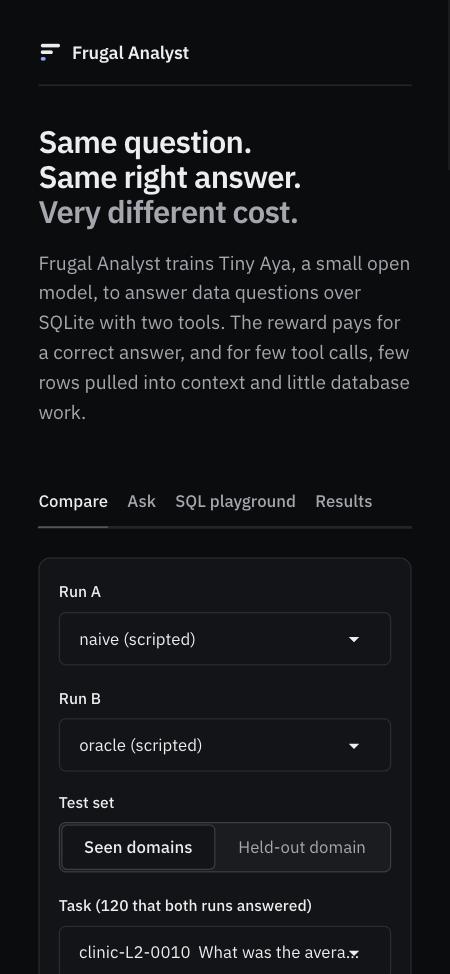 Frugal Analyst
Same question.
Same right answer.
Very different cost.
Frugal Analyst trains Tiny Aya, a small open
model, to answer data questions over
SQLite with two tools. The reward pays for
a correct answer, and for few tool calls, few
rows pulled into context and little database
work.
Compare Ask SQL playground Results
Run A
naive (scripted)
Run B
oracle (scripted)
Test set
Seen domains Held-out domain
Task (120 that both runs answered)
clinic-L2-0010 What was the avera...